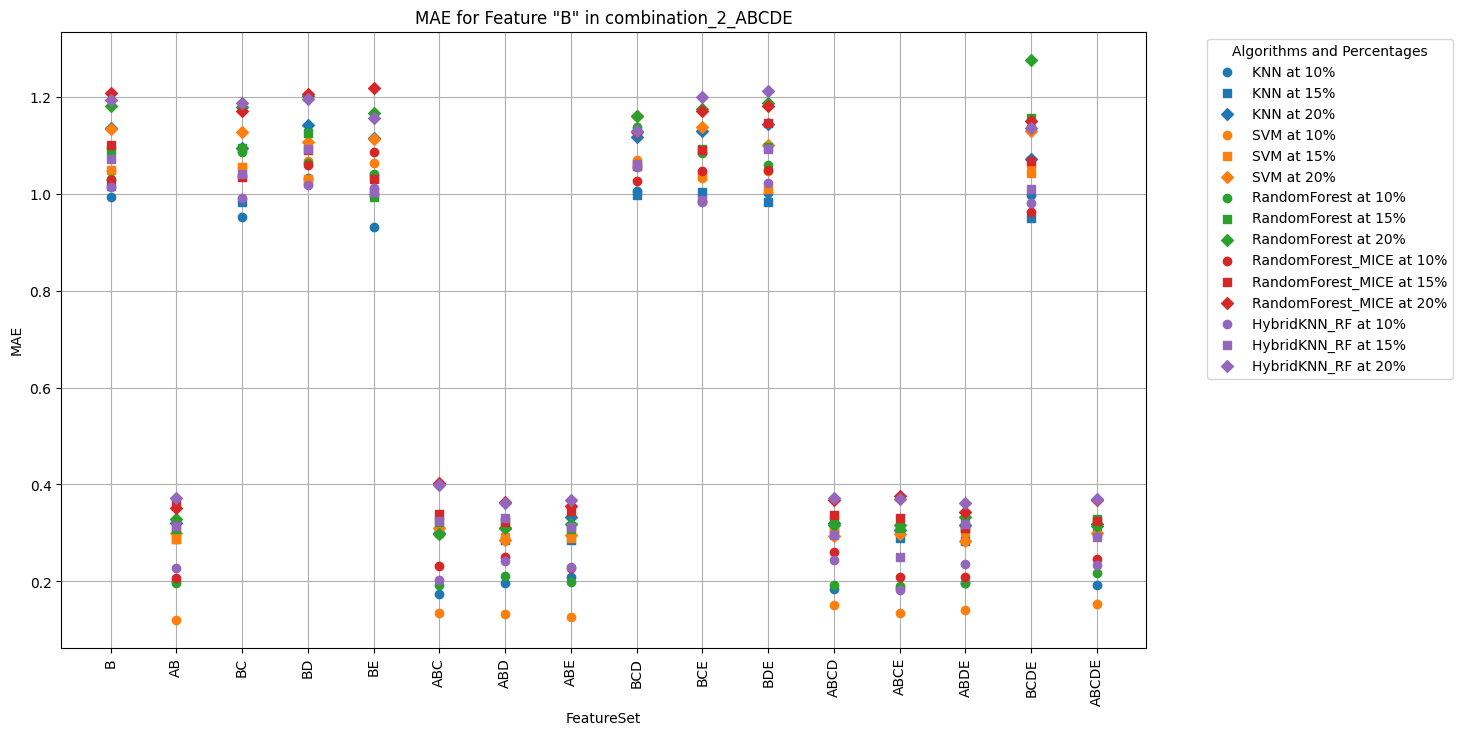 MAE for Feature "B" in combination_2_ABCDE
MAE
1.2
1.0
0.8
0.6
0.4
0.2
B
AB
BC
BD
BE
ABC
ABD
ABE
BCD
BCE
BDE
ABCD
ABCE
ABDE
BCDE
ABCDE
FeatureSet
Algorithms and Percentages
KNN at 10%
KNN at 15%
KNN at 20%
SVM at 10%
SVM at 15%
SVM at 20%
RandomForest at 10%
RandomForest at 15%
RandomForest at 20%
RandomForest_MICE at 10%
RandomForest_MICE at 15%
RandomForest_MICE at 20%
HybridKNN_RF at 10%
HybridKNN_RF at 15%
HybridKNN_RF at 20%